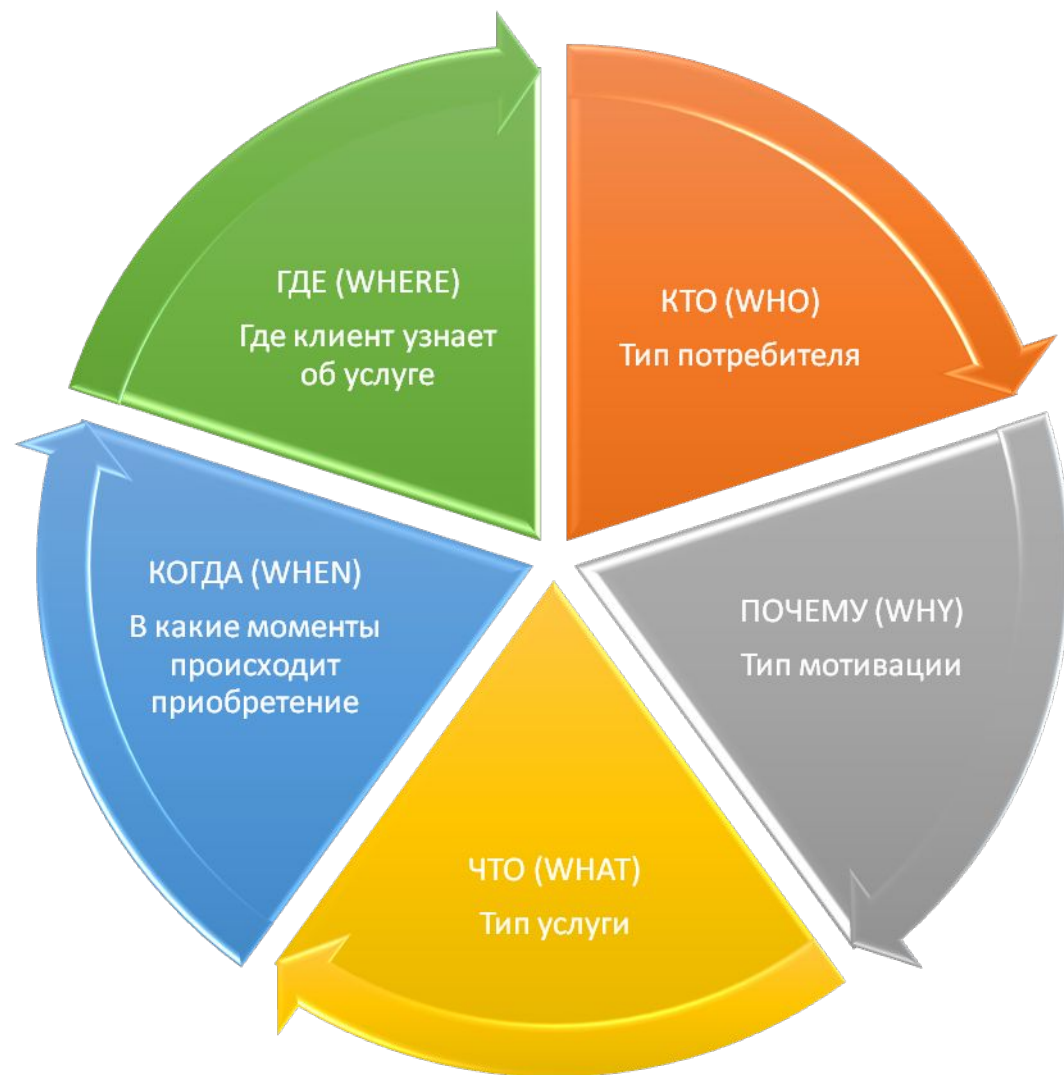 ГДЕ (WHERE)
Где клиент узнает
об услуге
КТО (WHO)
Тип потребителя
ПОЧЕМУ (WHY)
Тип мотивации
ЧТО (WHAT)
Тип услуги
КОГДА (WHEN)
В какие моменты
происходит
приобретение